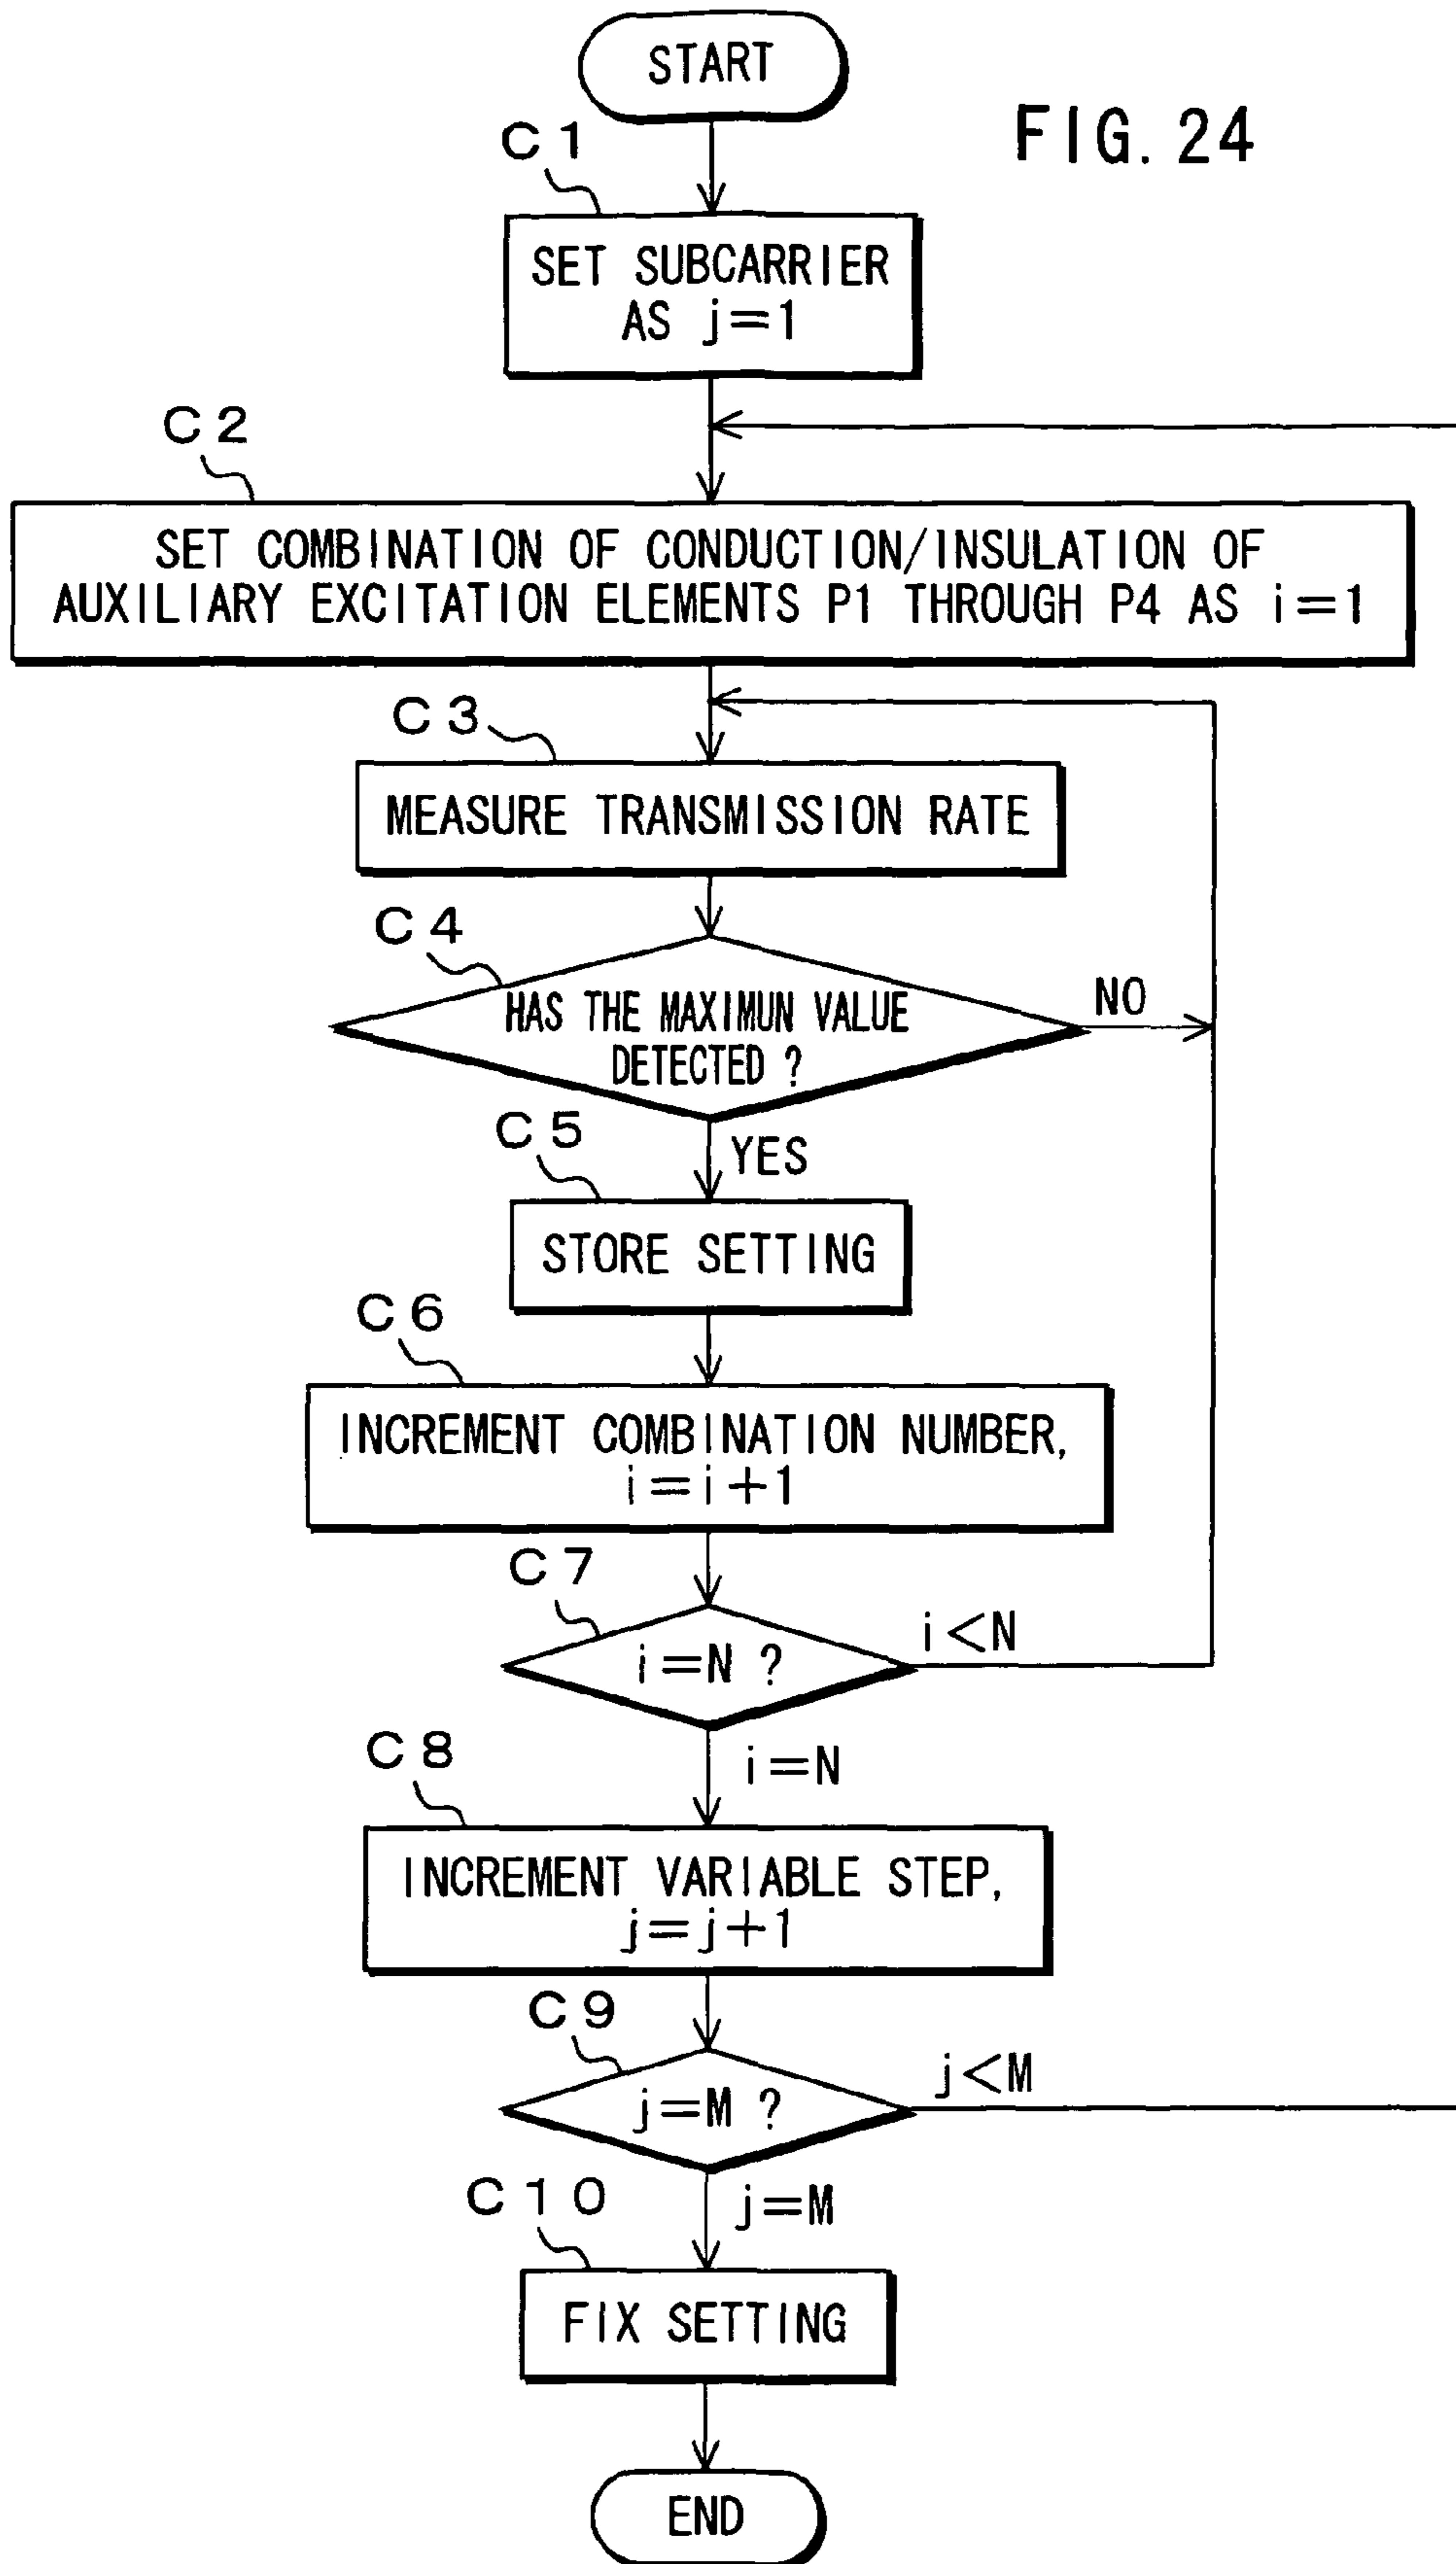 START
FIG. 24
C1
SET SUBCARRIER
AS j=1
C2
SET COMBINATION OF CONDUCTION/INSULATION OF
AUXILIARY EXCITATION ELEMENTS P1 THROUGH P4 AS i=1
C3
MEASURE TRANSMISSION RATE
C4
HAS THE MAXIMUN VALUE
DETECTED ?
NO
YES
C5
STORE SETTING
C6
INCREMENT COMBINATION NUMBER,
i=i+1
C7
i=N ?
i<N
i=N
C8
INCREMENT VARIABLE STEP,
j=j+1
C9
j=M ?
j<M
j=M
C10
FIX SETTING
END